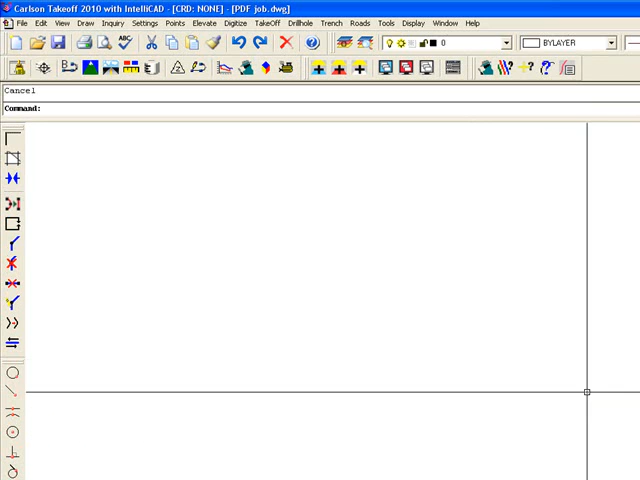 Carlson Takeoff 2010 with IntelliCAD - [CRD: NONE] - [PDF job.dwg]
File Edit View Draw Inquiry Settings Points Elevate Digitize TakeOff Drillhole Trench Roads Tools Display Window Help
ABC 0 BYLAYER
Cancel
Command: